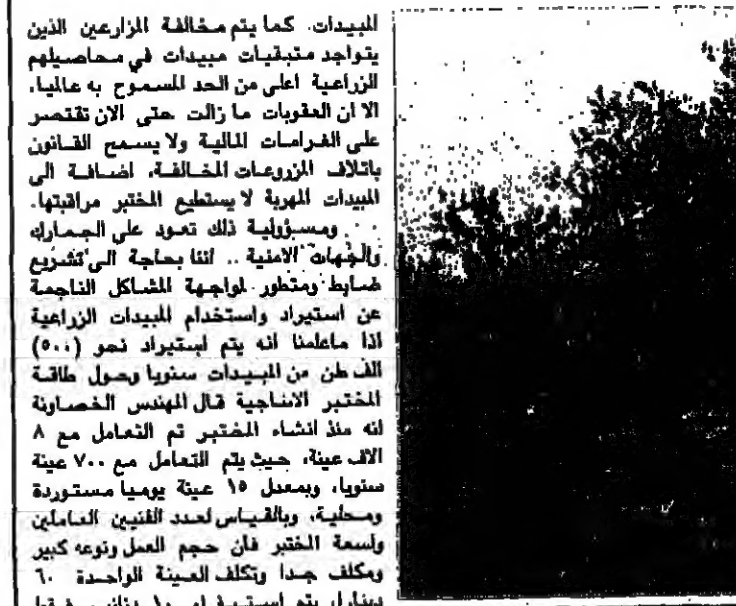 المبيدات. كما يتم مخالفة المزارعين الذين
يتواجد متبقيات مبيدات في محاصيلهم
الزراعية اعلى من الحد المسموح به عالميا،
الا ان العقوبات ما زالت حتى الان تقتصر
على الغرامات المالية ولا يسمح القانون
باتلاف المزروعات المخالفة، اضافة الى
المبيدات المهربة لا يستطيع المختبر مراقبتها.
ومسؤولية ذلك تعود على الجمارك
والجهات الامنية .. اننا بحاجة الى تشريع
ضابط ومتطور لمواجهة المشاكل الناجمة
عن استيراد واستخدام المبيدات الزراعية
اذا ماعلمنا انه يتم استيراد نحو (٥٠٠)
الف طن من المبيدات سنويا وحول طاقة
المختبر الانتاجية قال المهندس الخصاونة
انه منذ انشاء المختبر تم التعامل مع ٨
الاف عينة، حيث يتم التعامل مع ٧٠٠ عينة
سنويا، وبمعدل ١٥ عينة يوميا مستوردة
ومحلية، وبالقياس لعدد الفنيين العاملين
ولسعة المختبر فان حجم العمل ونوعه كبير
ومكلف جدا وتكلف العينة الواحدة ٦٠
يتم ١٠ فقط